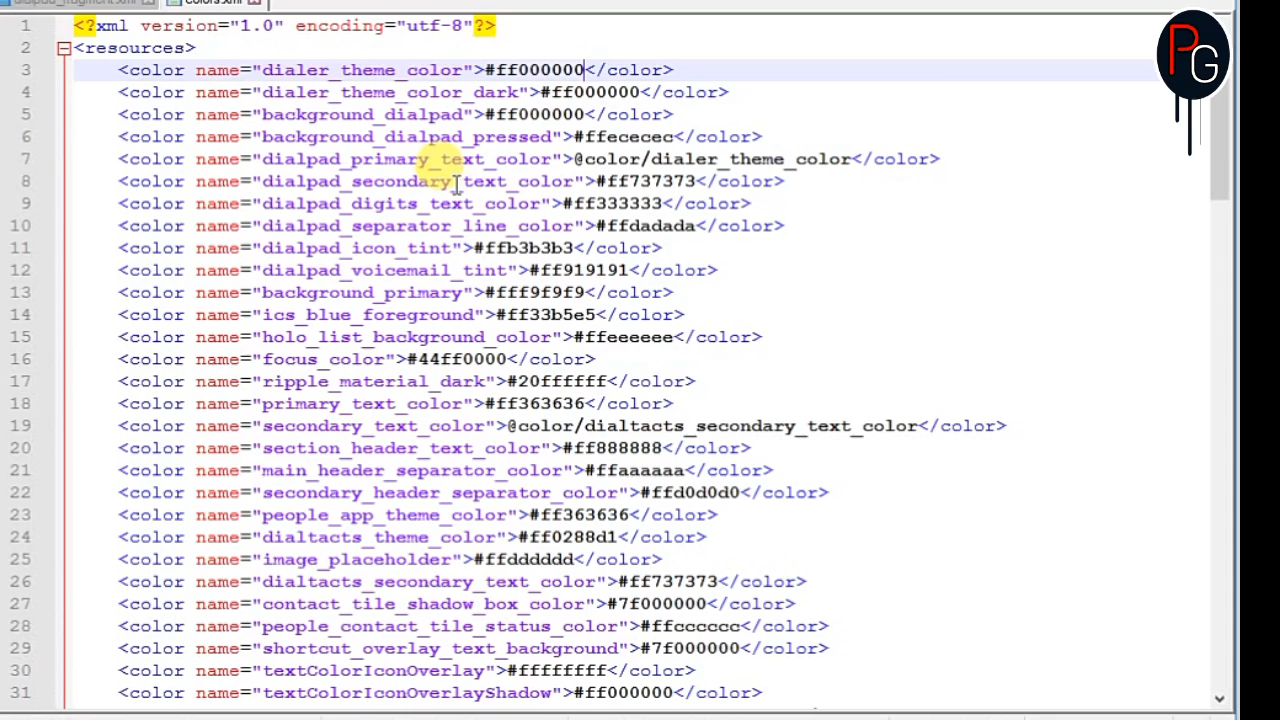 dialpad_fragment.xml Colors.xml
1 <?xml version="1.0" encoding="utf-8"?>
2 <resources>
3 <color name="dialer_theme_color">#ff000000</color>
4 <color name="dialer_theme_color_dark">#ff000000</color>
5 <color name="background_dialpad">#ff000000</color>
6 <color name="background_dialpad_pressed">#ffececec</color>
7 <color name="dialpad_primary_text_color">@color/dialer_theme_color</color>
8 <color name="dialpad_secondary_text_color">#ff737373</color>
9 <color name="dialpad_digits_text_color">#ff333333</color>
10 <color name="dialpad_separator_line_color">#ffdadada</color>
11 <color name="dialpad_icon_tint">#ffb3b3b3</color>
12 <color name="dialpad_voicemail_tint">#ff919191</color>
13 <color name="background_primary">#fff9f9f9</color>
14 <color name="ics_blue_foreground">#ff33b5e5</color>
15 <color name="holo_list_background_color">#ffeeeeee</color>
16 <color name="focus_color">#44ff0000</color>
17 <color name="ripple_material_dark">#20ffffff</color>
18 <color name="primary_text_color">#ff363636</color>
19 <color name="secondary_text_color">@color/dialtacts_secondary_text_color</color>
20 <color name="section_header_text_color">#ff888888</color>
21 <color name="main_header_separator_color">#ffaaaaaa</color>
22 <color name="secondary_header_separator_color">#ffd0d0d0</color>
23 <color name="people_app_theme_color">#ff363636</color>
24 <color name="dialtacts_theme_color">#ff0288d1</color>
25 <color name="image_placeholder">#ffdddddd</color>
26 <color name="dialtacts_secondary_text_color">#ff737373</color>
27 <color name="contact_tile_shadow_box_color">#7f000000</color>
28 <color name="people_contact_tile_status_color">#ffcccccc</color>
29 <color name="shortcut_overlay_text_background">#7f000000</color>
30 <color name="textColorIconOverlay">#ffffffff</color>
31 <color name="textColorIconOverlayShadow">#ff000000</color>
PG